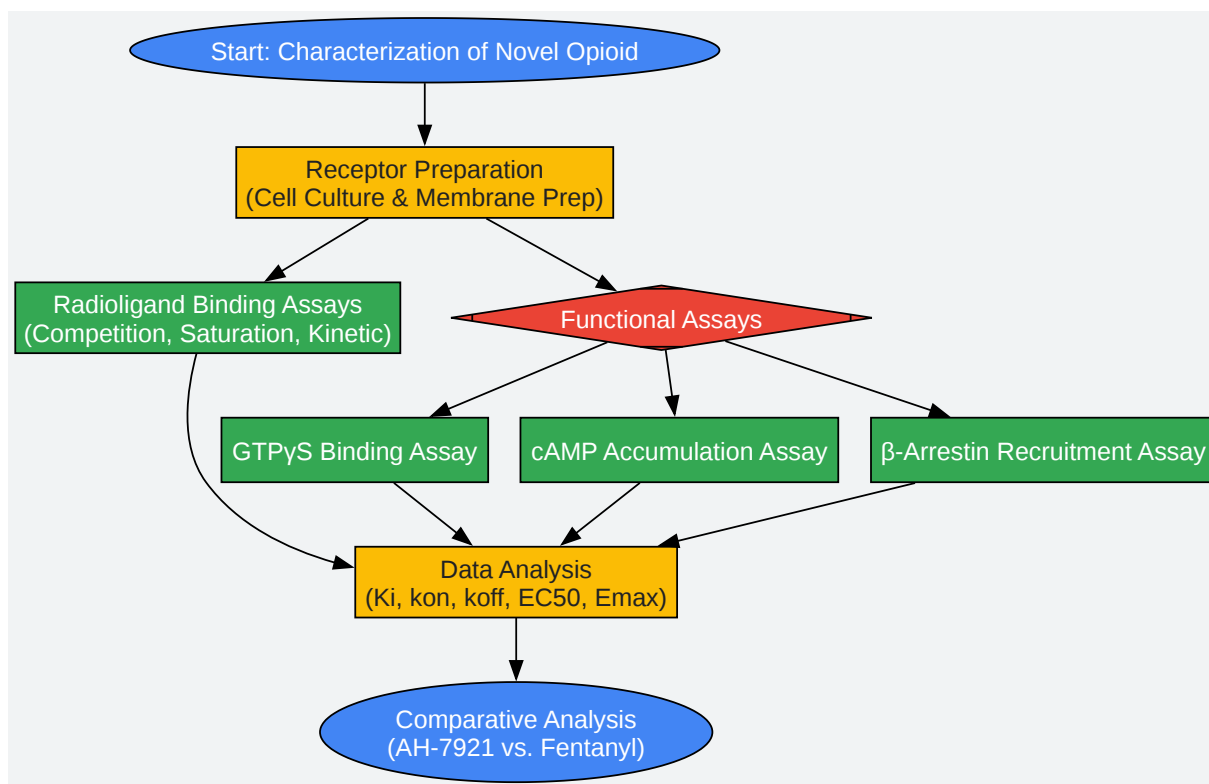 Start: Characterization of Novel Opioid
Receptor Preparation
(Cell Culture & Membrane Prep)
Radioligand Binding Assays
(Competition, Saturation, Kinetic)
Functional Assays
GTPγS Binding Assay
cAMP Accumulation Assay
β-Arrestin Recruitment Assay
Data Analysis
(Ki, kon, koff, EC50, Emax)
Comparative Analysis
(AH-7921 vs. Fentanyl)